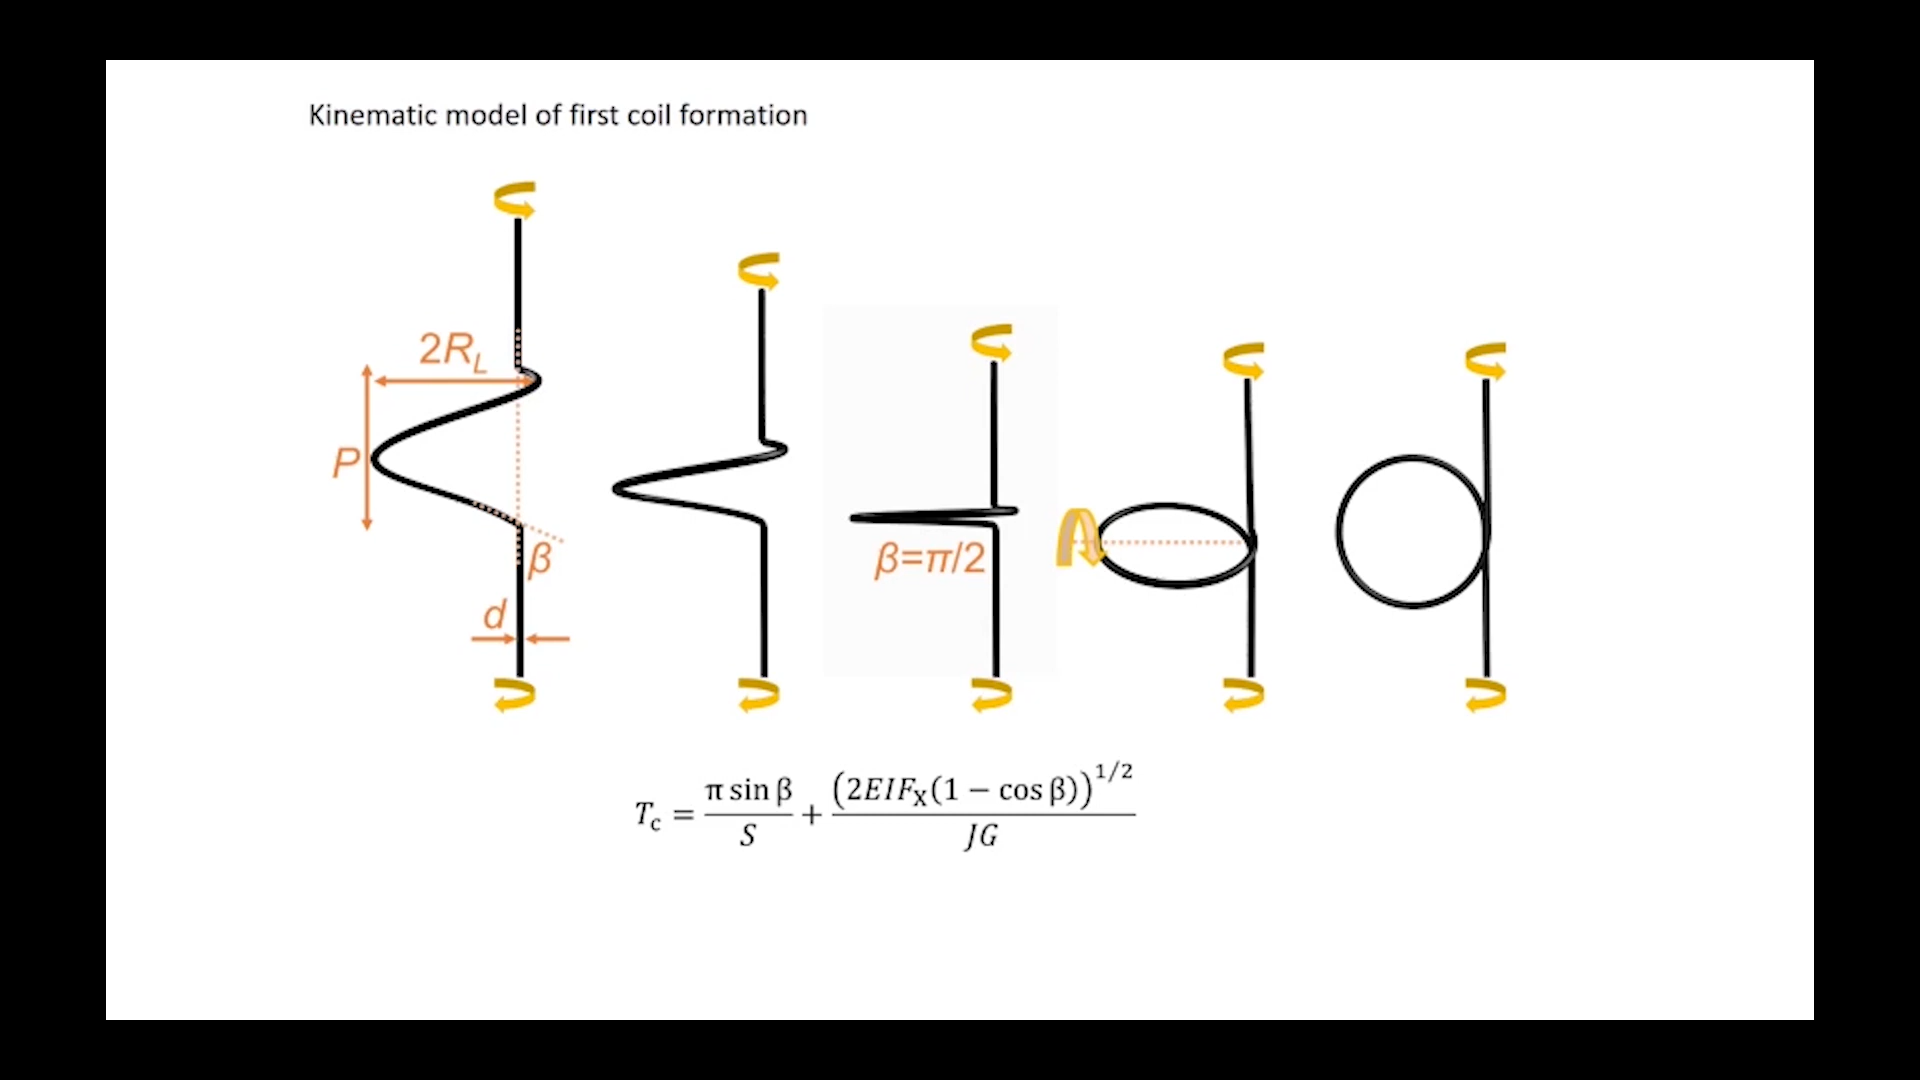 Kinematic model of first coil formation
2R_L
P
β
d
β=π/2
T_c = π sin β / S + (2EIF_X(1 − cos β))^{1/2} / JG